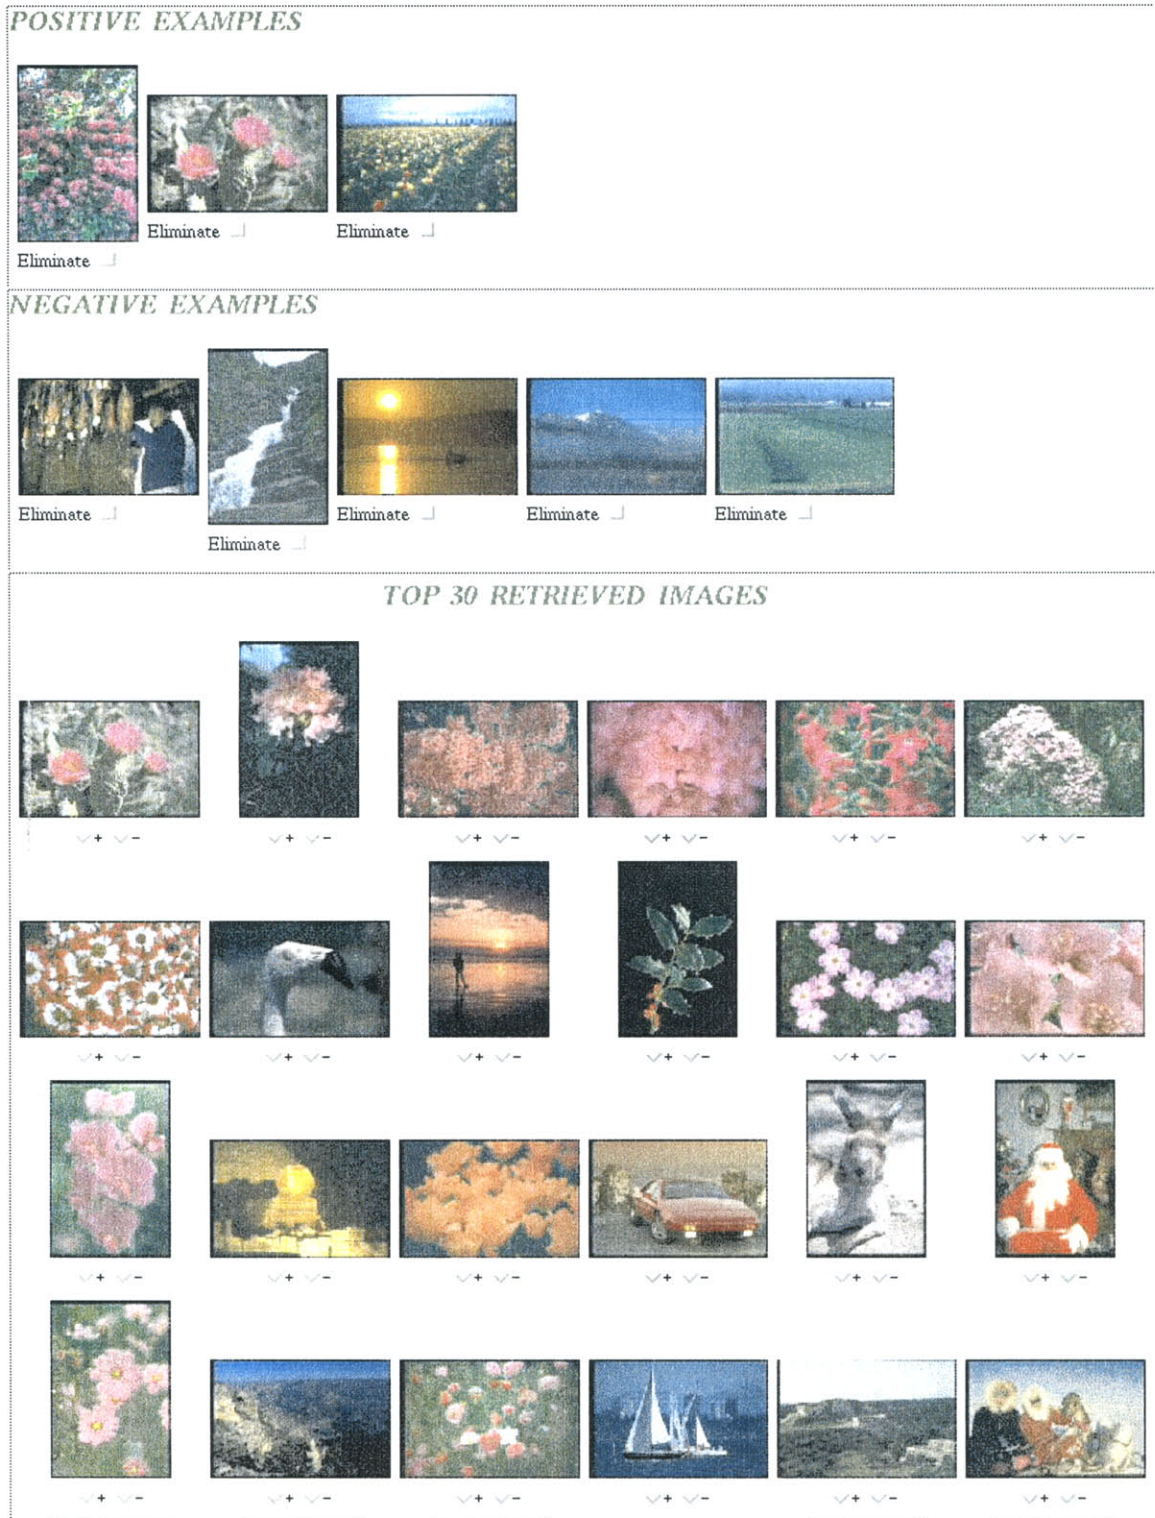 POSITIVE EXAMPLES
Eliminate Eliminate
Eliminate
NEGATIVE EXAMPLES
Eliminate Eliminate Eliminate Eliminate
Eliminate
TOP 30 RETRIEVED IMAGES
+ - + - + - + - + - + -
+ - + - + - + - + - + -
+ - + - + - + - + - + -
+ - + - + - + - + - + -